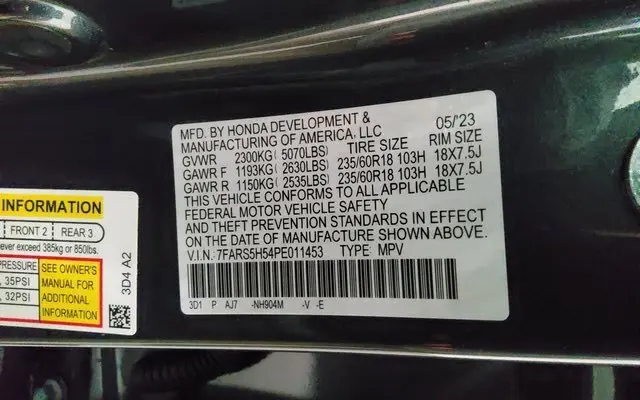 MFD. BY HONDA DEVELOPMENT &
MANUFACTURING OF AMERICA, LLC 05/'23
GVWR 2300KG (5070LBS) TIRE SIZE RIM SIZE
GAWR F 1193KG (2630LBS) 235/60R18 103H 18X7.5J
GAWR R 1150KG (2535LBS) 235/60R18 103H 18X7.5J
THIS VEHICLE CONFORMS TO ALL APPLICABLE
FEDERAL MOTOR VEHICLE SAFETY
AND THEFT PREVENTION STANDARDS IN EFFECT
ON THE DATE OF MANUFACTURE SHOWN ABOVE.
V.I.N. 7FARS5H54PE011453 TYPE: MPV
3D1 P AJ7 -NH904M -V -E
INFORMATION
FRONT 2 REAR 3
ever exceed 385kg or 850lbs.
PRESSURE SEE OWNER'S
, 35PSI MANUAL FOR
, 32PSI ADDITIONAL
INFORMATION
3D4 A2